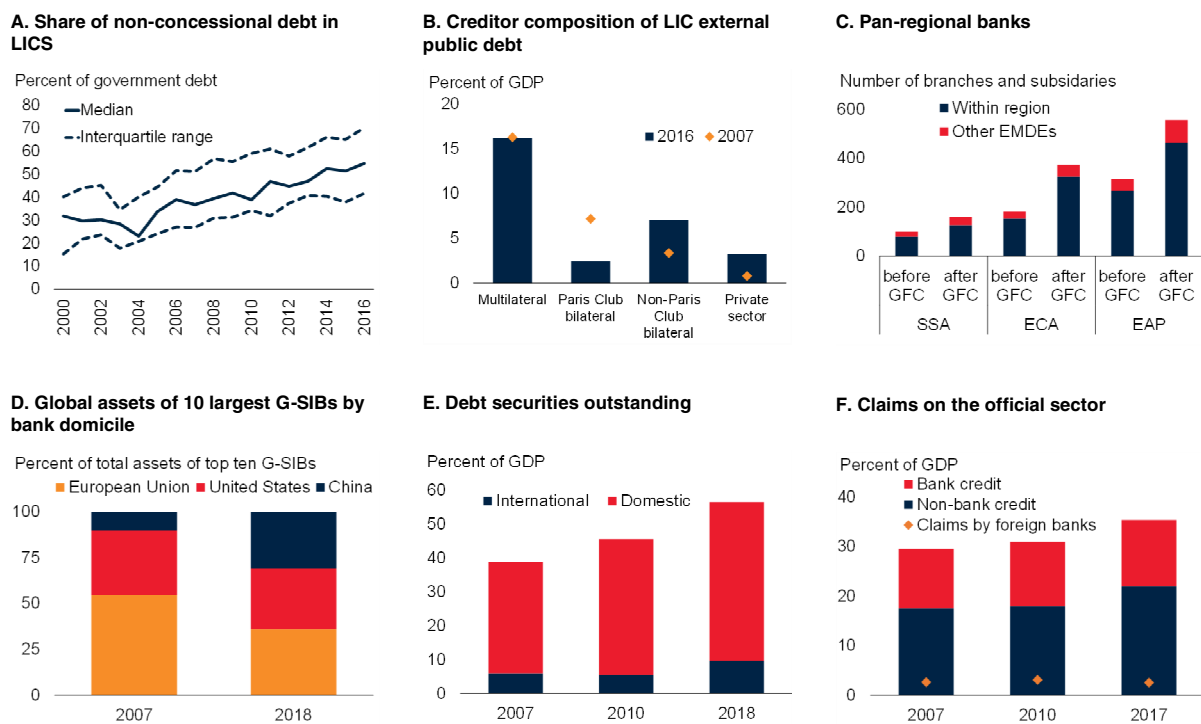 A. Share of non-concessional debt in
LICS
Percent of government debt
80
70
60
50
40
30
20
10
0
Median
Interquartile range
2000
2002
2004
2006
2008
2010
2012
2014
2016
B. Creditor composition of LIC external
public debt
Percent of GDP
20
15
10
5
0
2016
2007
Multilateral
Paris Club
bilateral
Non-Paris
Club
bilateral
Private
sector
C. Pan-regional banks
Number of branches and subsidaries
600
400
200
0
Within region
Other EMDEs
before
GFC
after
GFC
before
GFC
after
GFC
before
GFC
after
GFC
SSA
ECA
EAP
D. Global assets of 10 largest G-SIBs by
bank domicile
Percent of total assets of top ten G-SIBs
European Union
United States
China
100
75
50
25
0
2007
2018
E. Debt securities outstanding
Percent of GDP
60
50
40
30
20
10
0
International
Domestic
2007
2010
2018
F. Claims on the official sector
Percent of GDP
40
30
20
10
0
Bank credit
Non-bank credit
Claims by foreign banks
2007
2010
2017